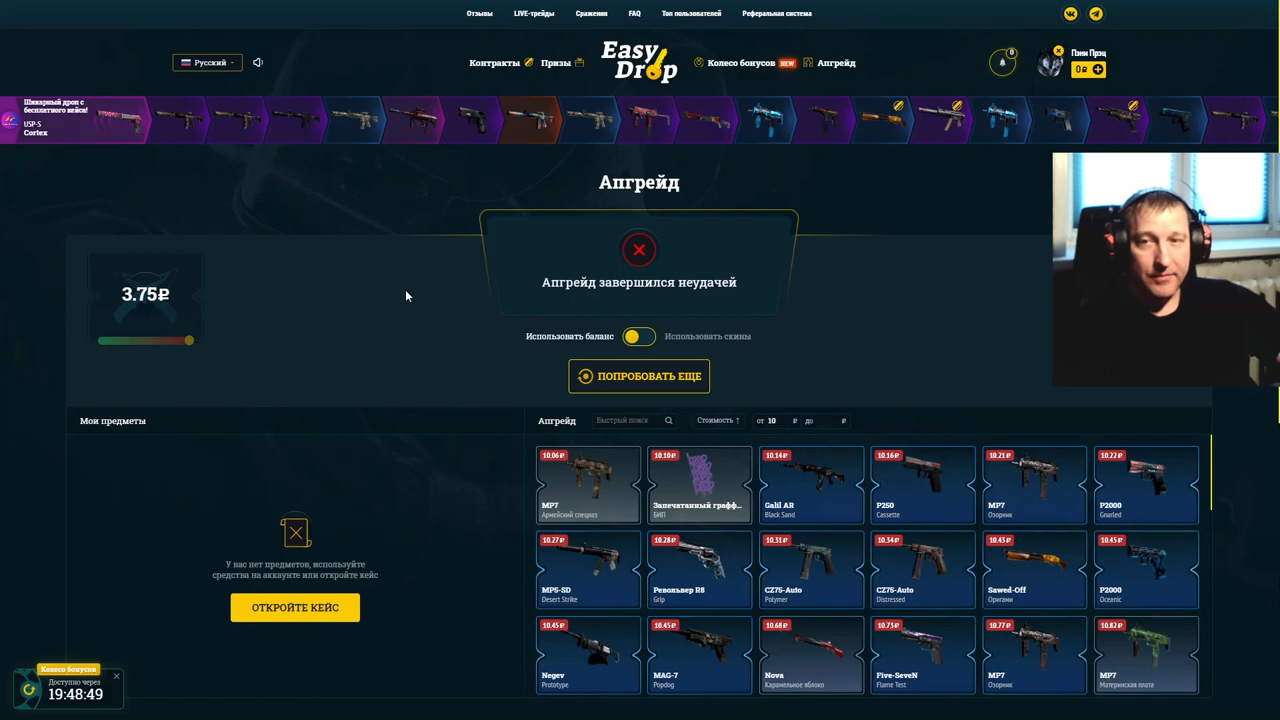 Отзывы
LIVE-трейды
Сражения
FAQ
Топ пользователей
Реферальная система
Русский
Контракты
Призы
Easy Drop
Колесо бонусов NEW
Апгрейд
0
Пэни Прэц
0₽
Шикарный дроп с бесплатного кейса!
USP-S
Cortex
Апгрейд
3.75₽
Апгрейд завершился неудачей
Использовать баланс
Использовать скины
ПОПРОБОВАТЬ ЕЩЕ
Мои предметы
У вас нет предметов, используйте
средства на аккаунте или откройте кейс
ОТКРОЙТЕ КЕЙС
Апгрейд
Быстрый поиск
Стоимость ↑
от 10 ₽ до ₽
10.06₽
MP7
Армейский спецназ
10.10₽
Запечатанный графф...
БИП
10.14₽
Galil AR
Black Sand
10.16₽
P250
Cassette
10.21₽
MP7
Озорник
10.22₽
P2000
Gnarled
10.27₽
MP5-SD
Desert Strike
10.28₽
Револьвер R8
Grip
10.31₽
CZ75-Auto
Polymer
10.34₽
CZ75-Auto
Distressed
10.43₽
Sawed-Off
Оригами
10.45₽
P2000
Oceanic
10.45₽
Negev
Prototype
10.45₽
MAG-7
Popdog
10.68₽
Nova
Карамельное яблоко
10.73₽
Five-SeveN
Flame Test
10.77₽
MP7
Озорник
10.82₽
MP7
Материнская плата
Колесо бонусов
Доступно через
19:48:49